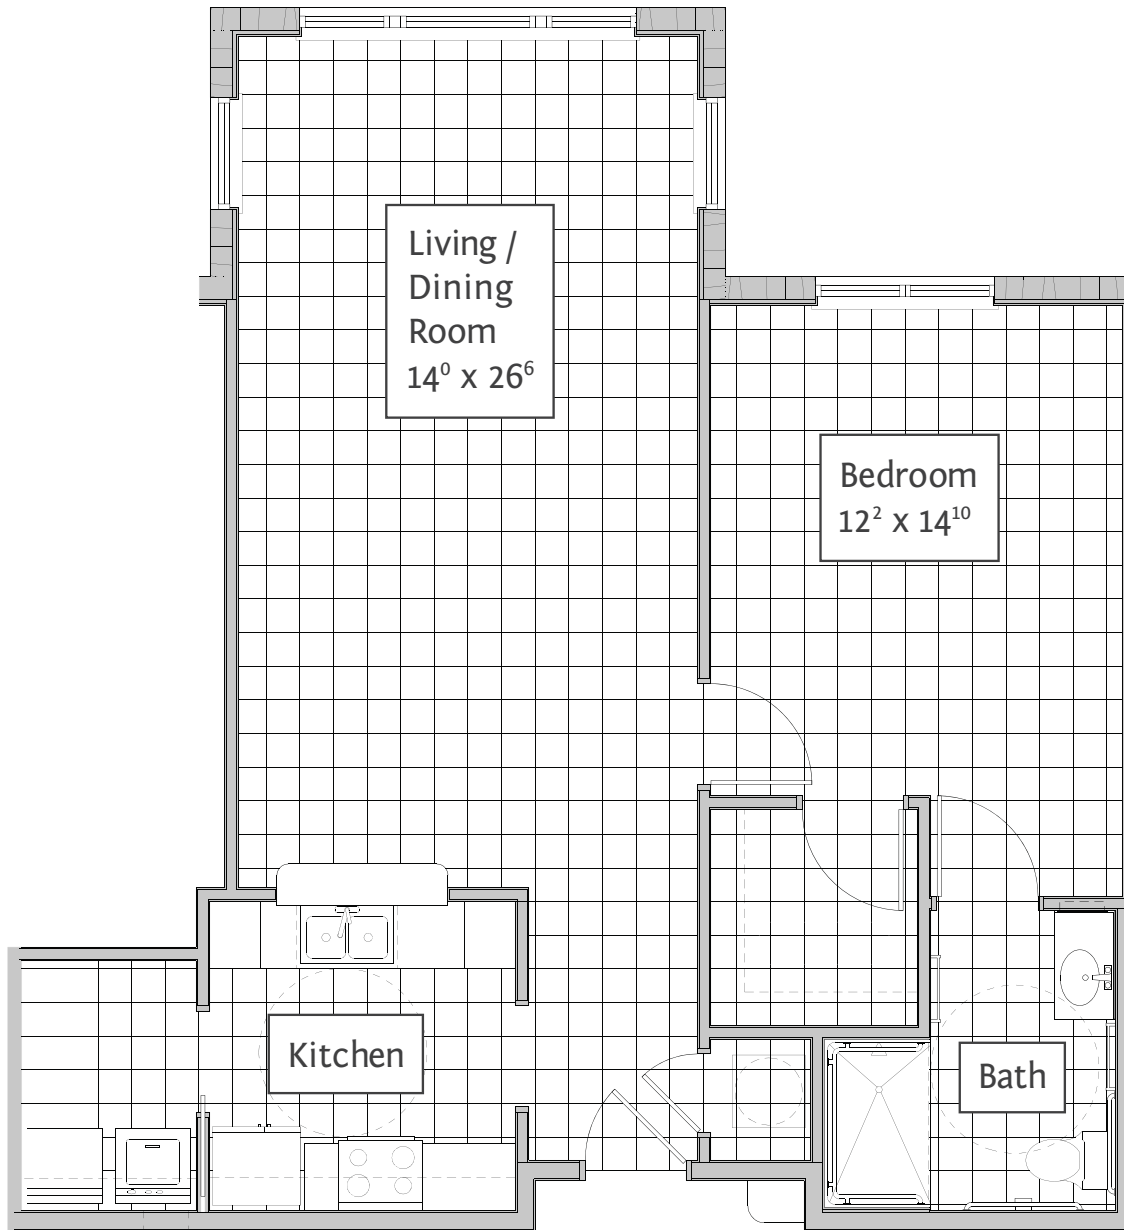 Living /
Dining
Room
14⁰ x 26⁶
Bedroom
12² x 14¹⁰
Kitchen
Bath